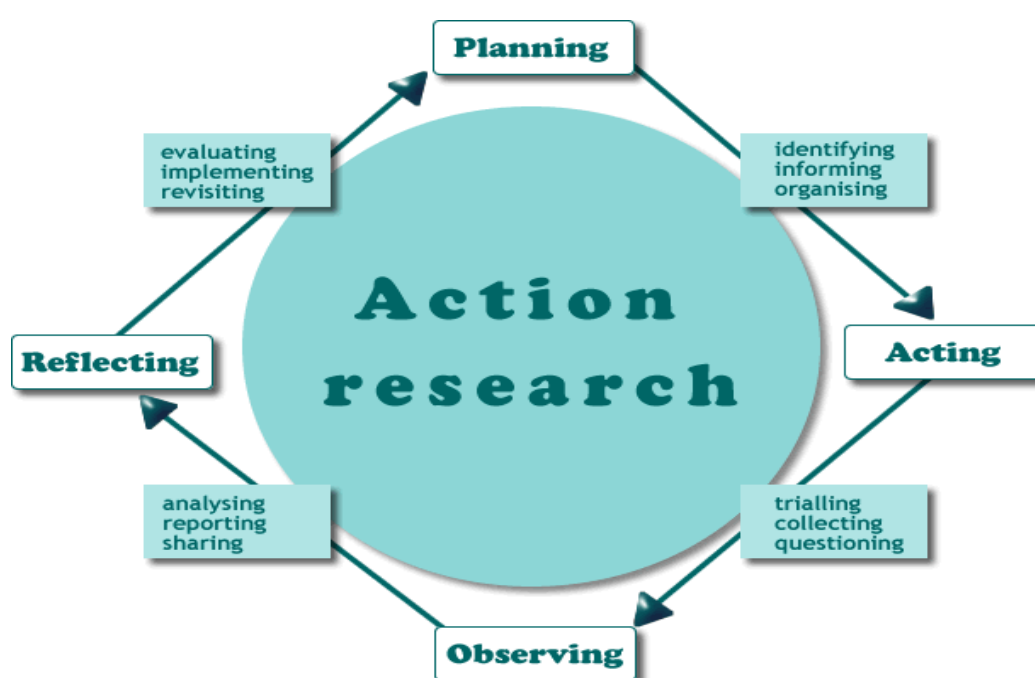 Planning
evaluating
implementing
revisiting
identifying
informing
organising
Action
research
Reflecting
Acting
analysing
reporting
sharing
trialling
collecting
questioning
Observing